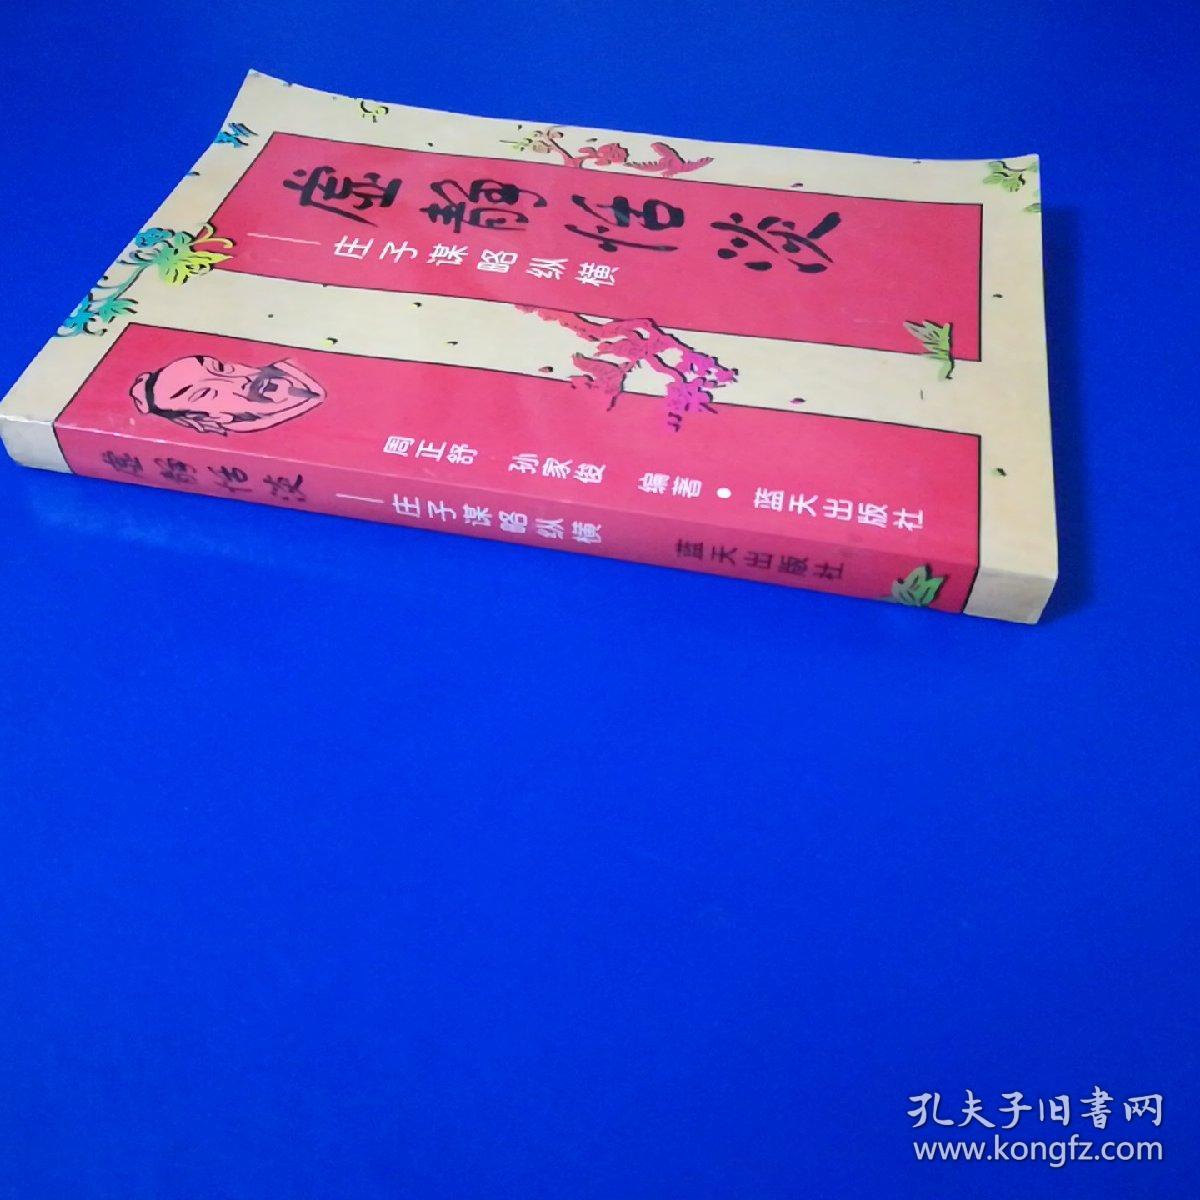 虚静恬淡
——庄子谋略纵横
周正舒 孙家俊 编著·蓝天出版社
虚静恬淡
——庄子谋略纵横
蓝天出版社
孔夫子旧書网
www.kongfz.com